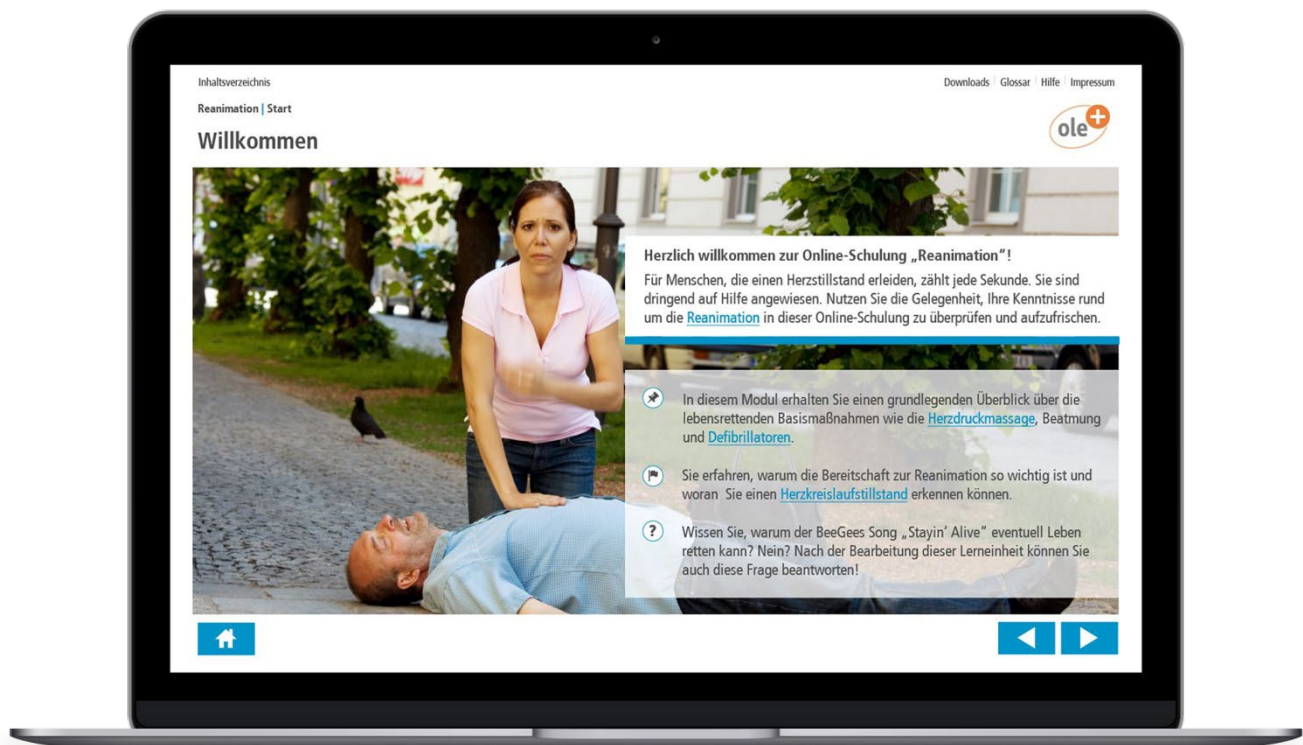 Inhaltsverzeichnis
Downloads Glossar Hilfe Impressum
Reanimation | Start
Willkommen
ole+
Herzlich willkommen zur Online-Schulung „Reanimation"!
Für Menschen, die einen Herzstillstand erleiden, zählt jede Sekunde. Sie sind
dringend auf Hilfe angewiesen. Nutzen Sie die Gelegenheit, Ihre Kenntnisse rund
um die Reanimation in dieser Online-Schulung zu überprüfen und aufzufrischen.
In diesem Modul erhalten Sie einen grundlegenden Überblick über die
lebensrettenden Basismaßnahmen wie die Herzdruckmassage, Beatmung
und Defibrillatoren.
Sie erfahren, warum die Bereitschaft zur Reanimation so wichtig ist und
woran Sie einen Herzkreislaufstillstand erkennen können.
?
Wissen Sie, warum der BeeGees Song „Stayin' Alive" eventuell Leben
retten kann? Nein? Nach der Bearbeitung dieser Lerneinheit können Sie
auch diese Frage beantworten!